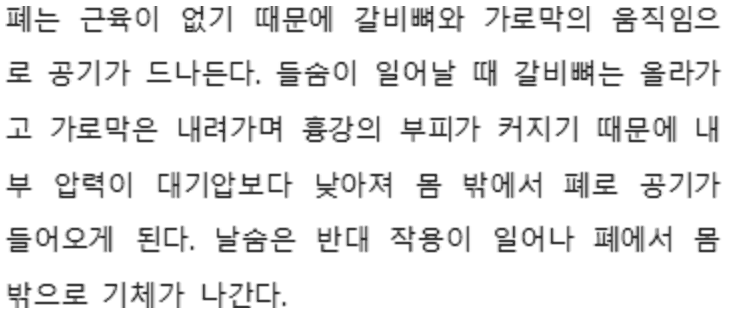 폐는 근육이 없기 때문에 갈비뼈와 가로막의 움직임으
로 공기가 드나든다. 들숨이 일어날 때 갈비뼈는 올라가
고 가로막은 내려가며 흉강의 부피가 커지기 때문에 내
부 압력이 대기압보다 낮아져 몸 밖에서 폐로 공기가
들어오게 된다. 날숨은 반대 작용이 일어나 폐에서 몸
밖으로 기체가 나간다.